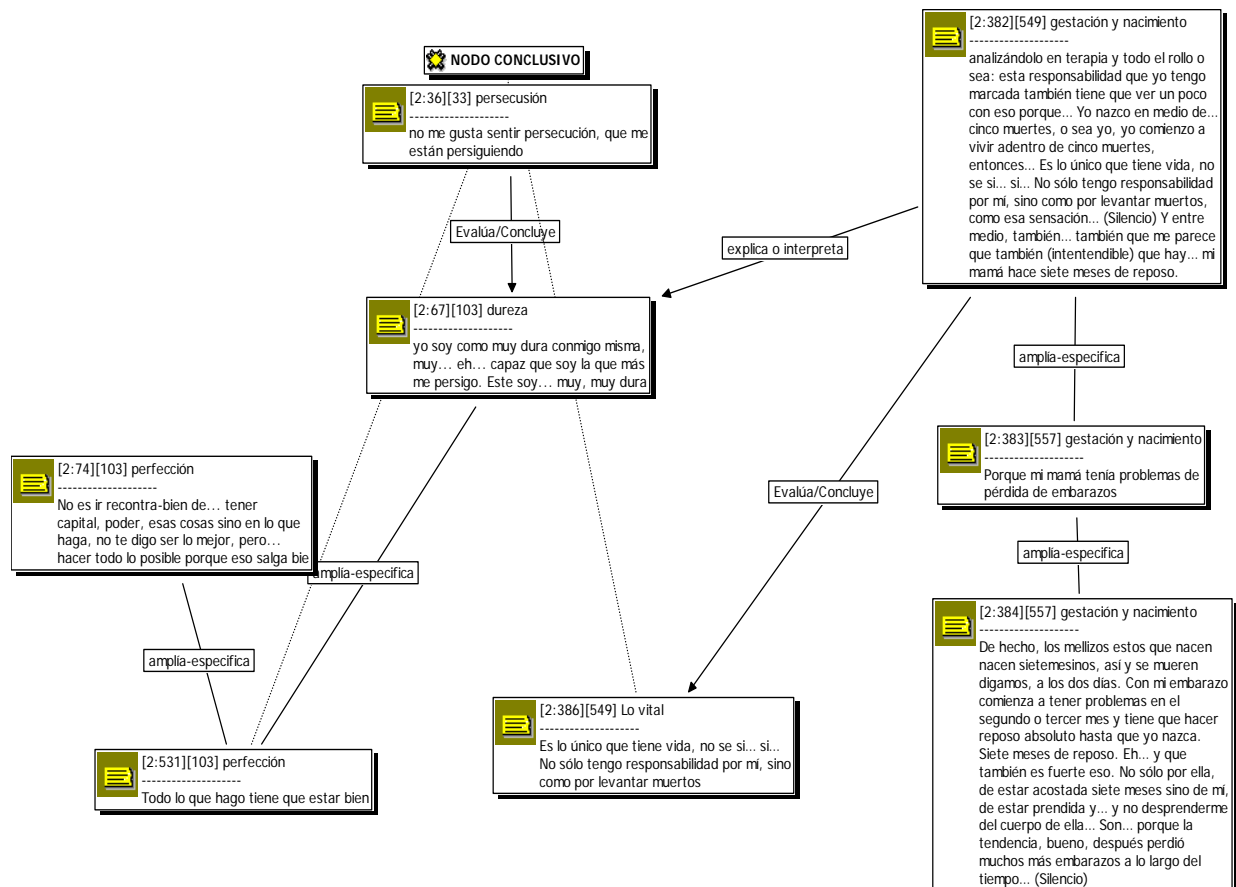 NODO CONCLUSIVO
[2:36][33] persecusión
--------------------
no me gusta sentir persecución, que me
están persiguiendo
Evalúa/Concluye
[2:382][549] gestación y nacimiento
--------------------
analizándolo en terapia y todo el rollo o
sea: esta responsabilidad que yo tengo
marcada también tiene que ver un poco
con eso porque... Yo nazco en medio de...
cinco muertes, o sea yo, yo comienzo a
vivir adentro de cinco muertes,
entonces... Es lo único que tiene vida, no
se si... si... No sólo tengo responsabilidad
por mí, sino como por levantar muertos,
como esa sensación... (Silencio) Y entre
medio, también... también que me parece
que también (intentendible) que hay... mi
mamá hace siete meses de reposo.
explica o interpreta
[2:67][103] dureza
--------------------
yo soy como muy dura conmigo misma,
muy... eh... capaz que soy la que más
me persigo. Este soy... muy, muy dura
amplía-especifica
[2:383][557] gestación y nacimiento
--------------------
Porque mi mamá tenía problemas de
pérdida de embarazos
[2:74][103] perfección
--------------------
No es ir recontra-bien de... tener
capital, poder, esas cosas sino en lo que
haga, no te digo ser lo mejor, pero...
hacer todo lo posible porque eso salga bie
Evalúa/Concluye
amplía-especifica
amplía-especifica
[2:384][557] gestación y nacimiento
--------------------
De hecho, los mellizos estos que nacen
nacen sietemesinos, así y se mueren
digamos, a los dos días. Con mi embarazo
comienza a tener problemas en el
segundo o tercer mes y tiene que hacer
reposo absoluto hasta que yo nazca.
Siete meses de reposo. Eh... y que
también es fuerte eso. No sólo por ella,
de estar acostada siete meses sino de mí,
de estar prendida y... y no desprenderme
del cuerpo de ella... Son... porque la
tendencia, bueno, después perdió
muchos más embarazos a lo largo del
tiempo... (Silencio)
amplía-especifica
[2:386][549] Lo vital
--------------------
Es lo único que tiene vida, no se si... si...
No sólo tengo responsabilidad por mí, sino
como por levantar muertos
[2:531][103] perfección
--------------------
Todo lo que hago tiene que estar bien